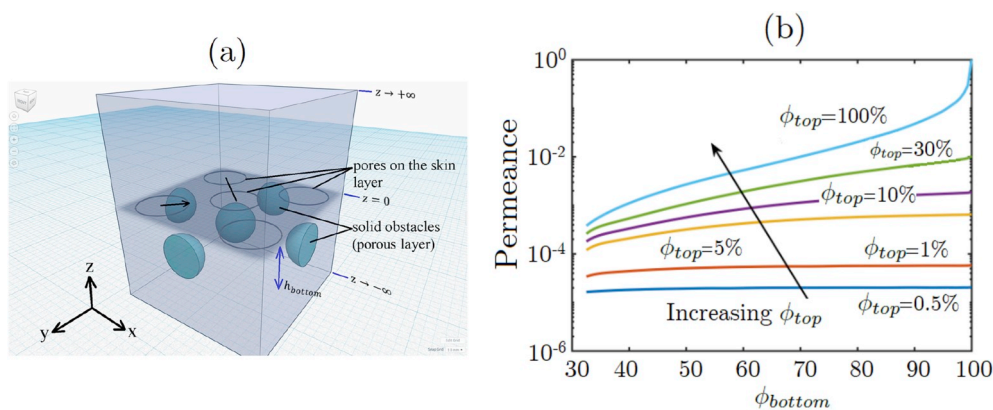 (a)
z → +∞
pores on the skin
layer
z = 0
solid obstacles
(porous layer)
h_bottom
z → −∞
z
y
x
(b)
Permeance
10^0
10^-2
10^-4
10^-6
ϕ_top=100%
ϕ_top=30%
ϕ_top=10%
ϕ_top=5%
ϕ_top=1%
ϕ_top=0.5%
Increasing ϕ_top
30 40 50 60 70 80 90 100
ϕ_bottom